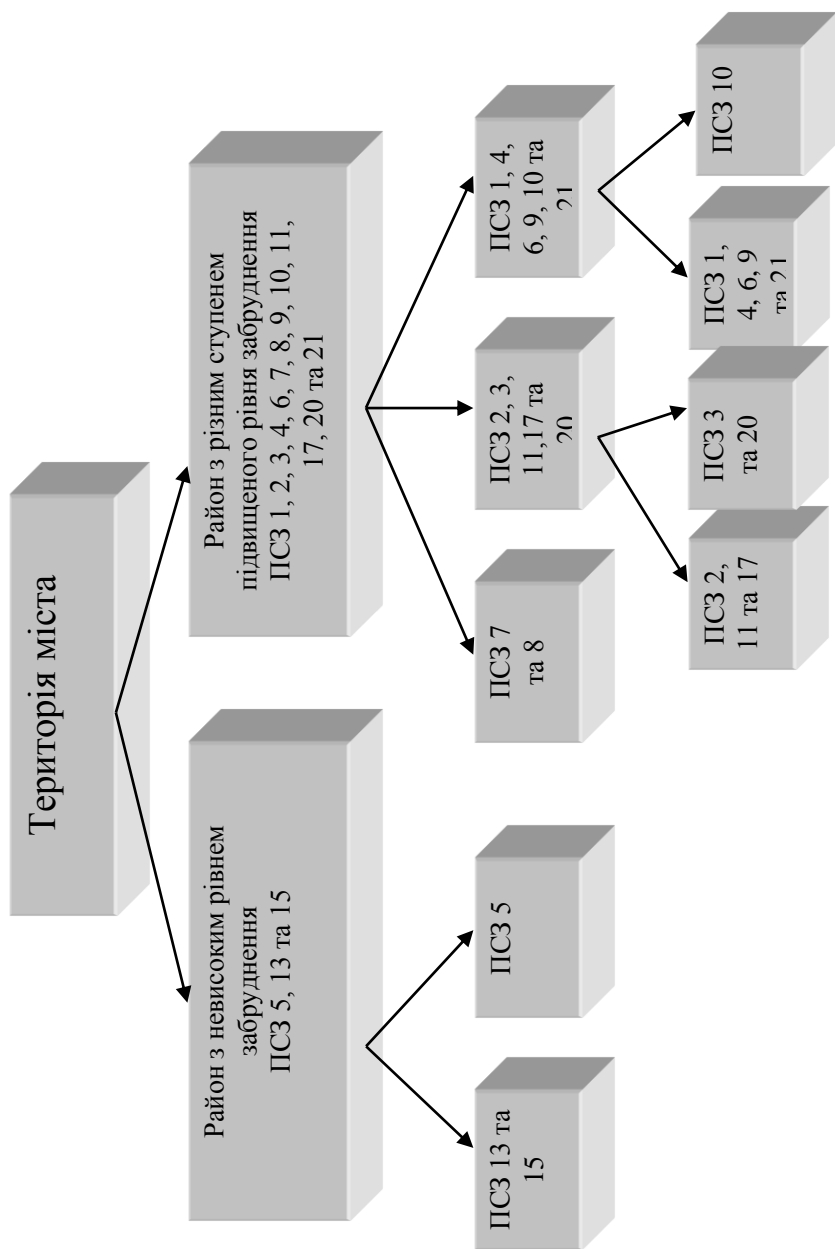 Територія міста
Район з невисоким рівнем
забруднення
ПСЗ 5, 13 та 15
Район з різним ступенем
підвищеного рівня забруднення
ПСЗ 1, 2, 3, 4, 6, 7, 8, 9, 10, 11,
17, 20 та 21
ПСЗ 13 та
15
ПСЗ 5
ПСЗ 7
та 8
ПСЗ 2, 3,
11,17 та
20
ПСЗ 1, 4,
6, 9, 10 та
21
ПСЗ 2,
11 та 17
ПСЗ 3
та 20
ПСЗ 1,
4, 6, 9
та 21
ПСЗ 10